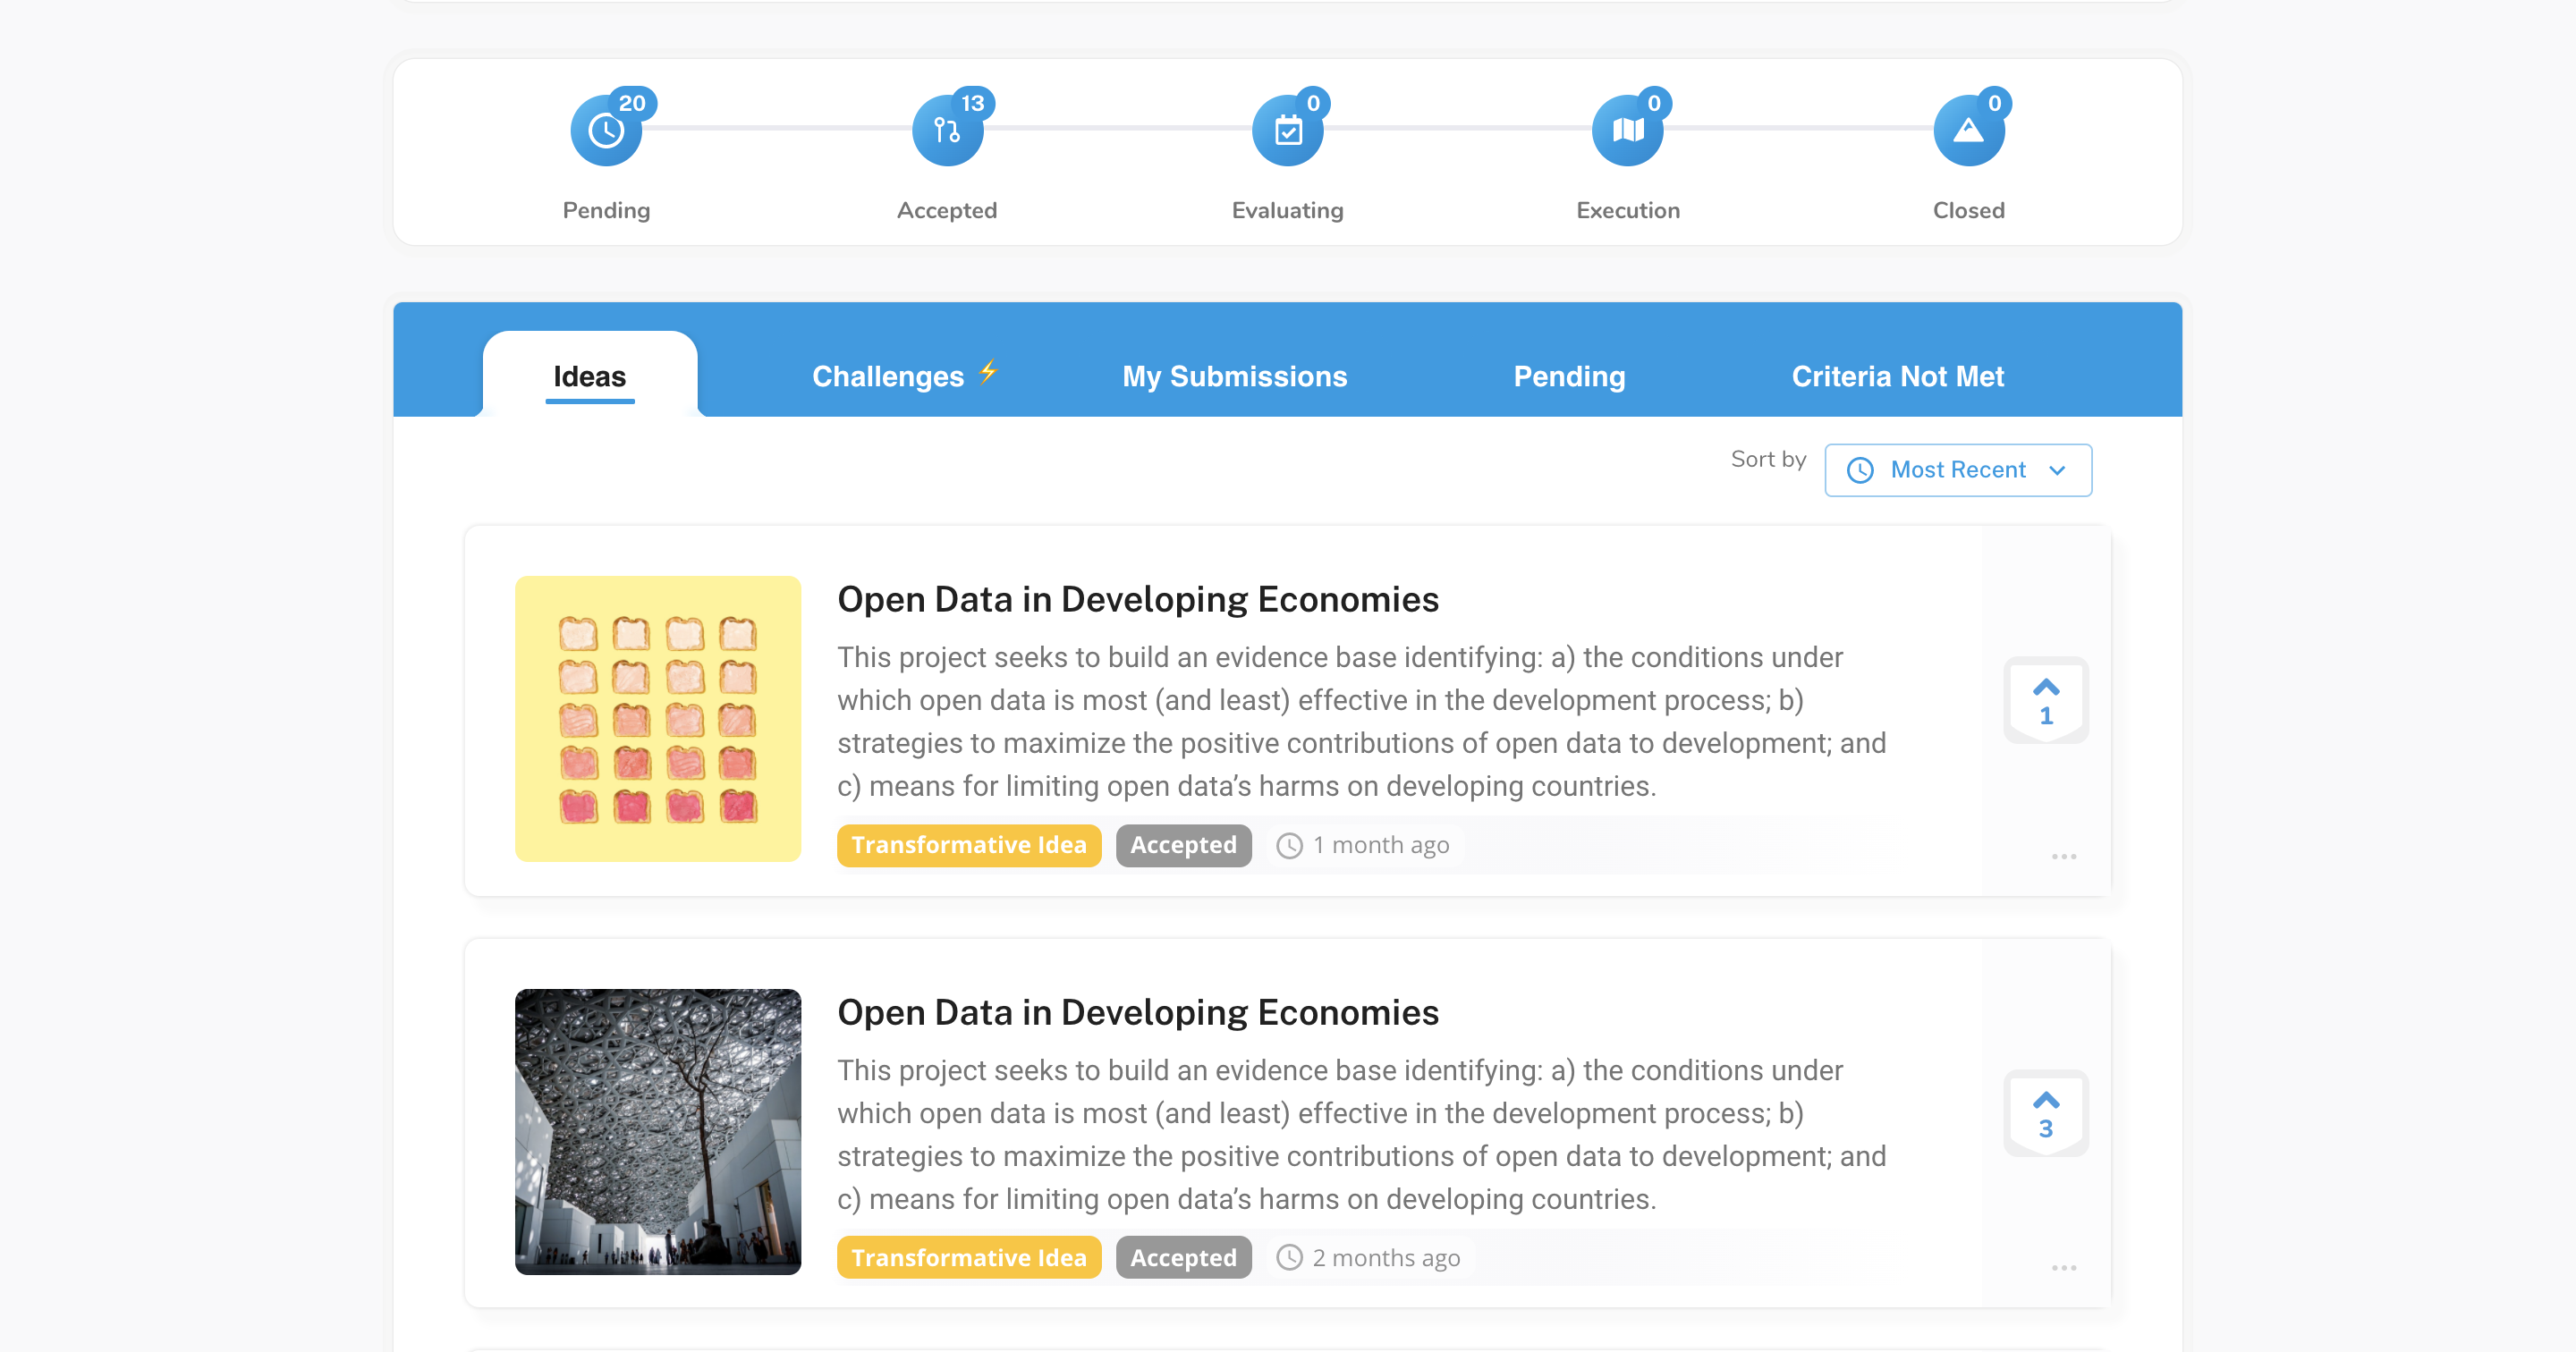 20
13
0
0
0
Pending
Accepted
Evaluating
Execution
Closed
Ideas
Challenges ⚡
My Submissions
Pending
Criteria Not Met
Sort by
Most Recent
Open Data in Developing Economies
This project seeks to build an evidence base identifying: a) the conditions under
which open data is most (and least) effective in the development process; b)
strategies to maximize the positive contributions of open data to development; and
c) means for limiting open data’s harms on developing countries.
1
Transformative Idea
Accepted
1 month ago
...
Open Data in Developing Economies
This project seeks to build an evidence base identifying: a) the conditions under
which open data is most (and least) effective in the development process; b)
strategies to maximize the positive contributions of open data to development; and
c) means for limiting open data’s harms on developing countries.
3
Transformative Idea
Accepted
2 months ago
...